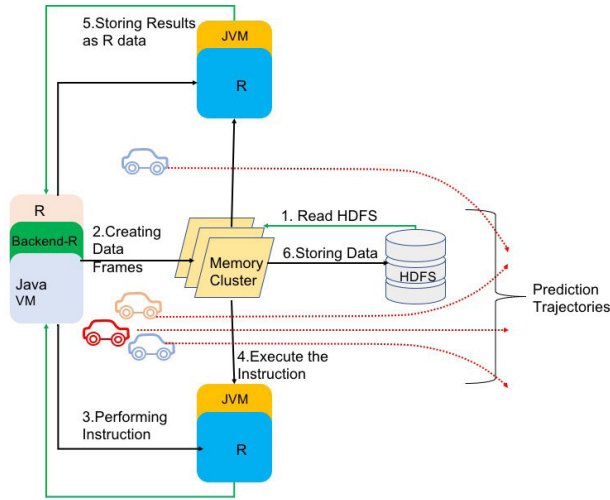 5.Storing Results
as R data
JVM
R
R
Backend-R
Java
VM
2.Creating
Data
Frames
Memory
Cluster
1. Read HDFS
6.Storing Data
HDFS
Prediction
Trajectories
4.Execute the
Instruction
3.Performing
Instruction
JVM
R